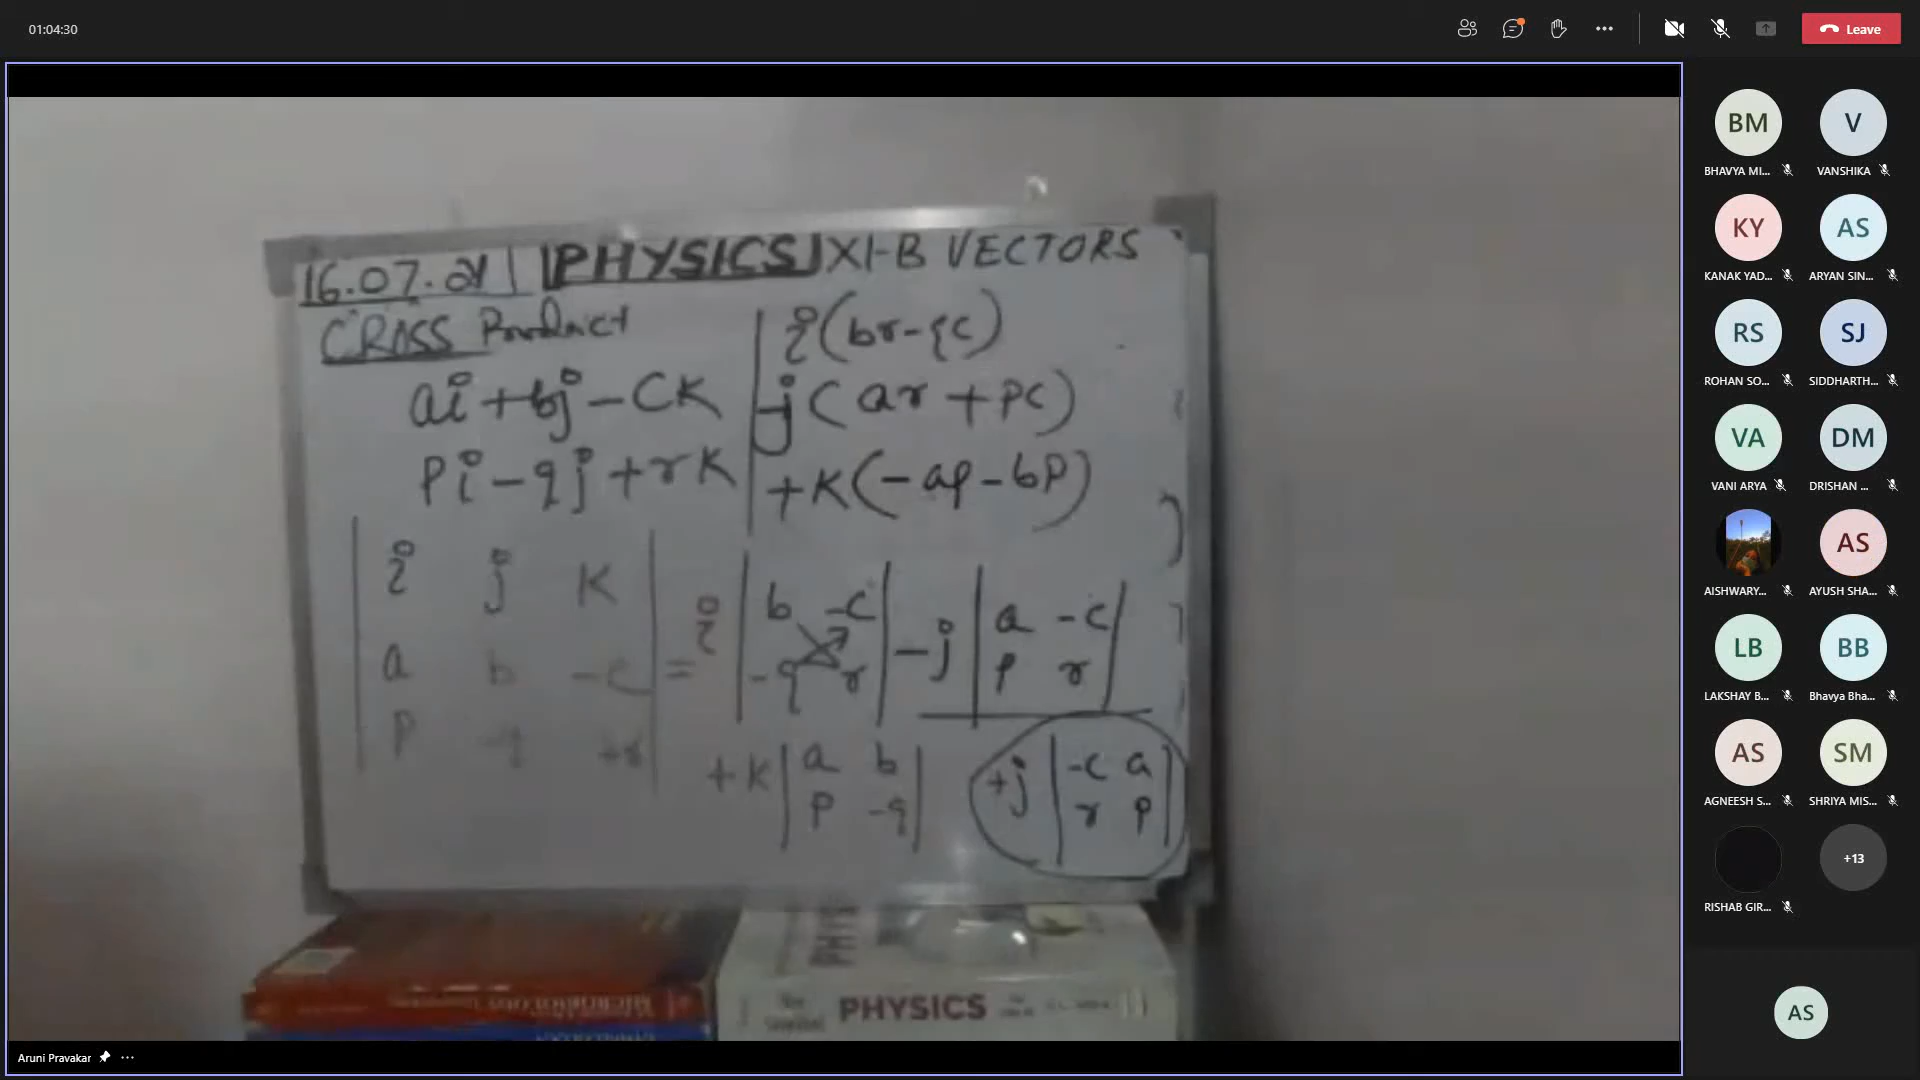 01:04:30
Leave
16.07.21 PHYSICS XI-B VECTORS
CROSS Product
ai + bj - CK
Pi - qj + rK
i(br - qc)
-j(ar + PC)
+K(-ap - bP)
i j K
a b -c
P -q +r
= i | b -c | - j | a -c |
-q r p r
+K | a b |
P -q
+j | -c a |
r p
PHYSICS
Aruni Pravakar
BM V
BHAVYA MI... VANSHIKA
KY AS
KANAK YAD... ARYAN SIN...
RS SJ
ROHAN SO... SIDDHARTH...
VA DM
VANI ARYA DRISHAN ...
AS
AISHWARY... AYUSH SHA...
LB BB
LAKSHAY B... Bhavya Bha...
AS SM
AGNEESH S... SHRIYA MIS...
+13
RISHAB GIR...
AS